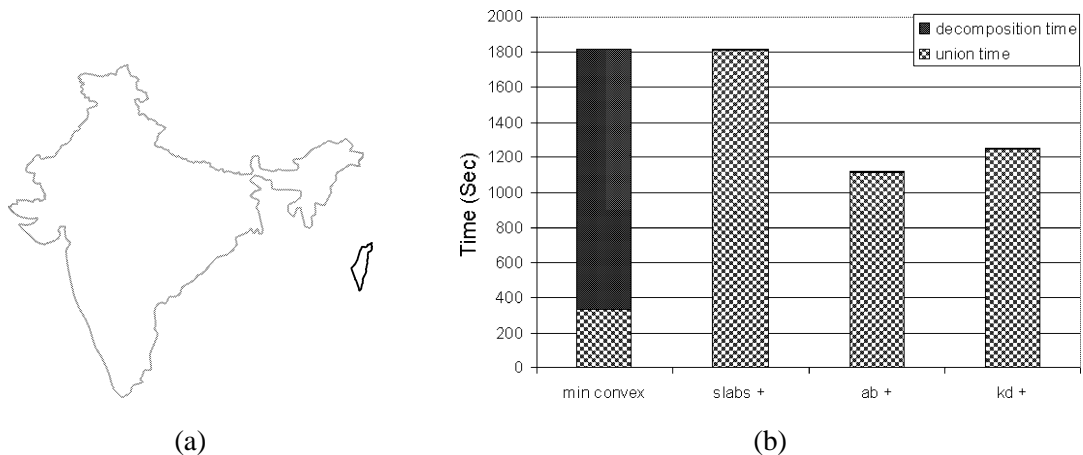 2000
1800
1600
1400
1200
1000
800
600
400
200
0
Time (Sec)
decomposition time
union time
min convex
slabs +
ab +
kd +
(a)
(b)